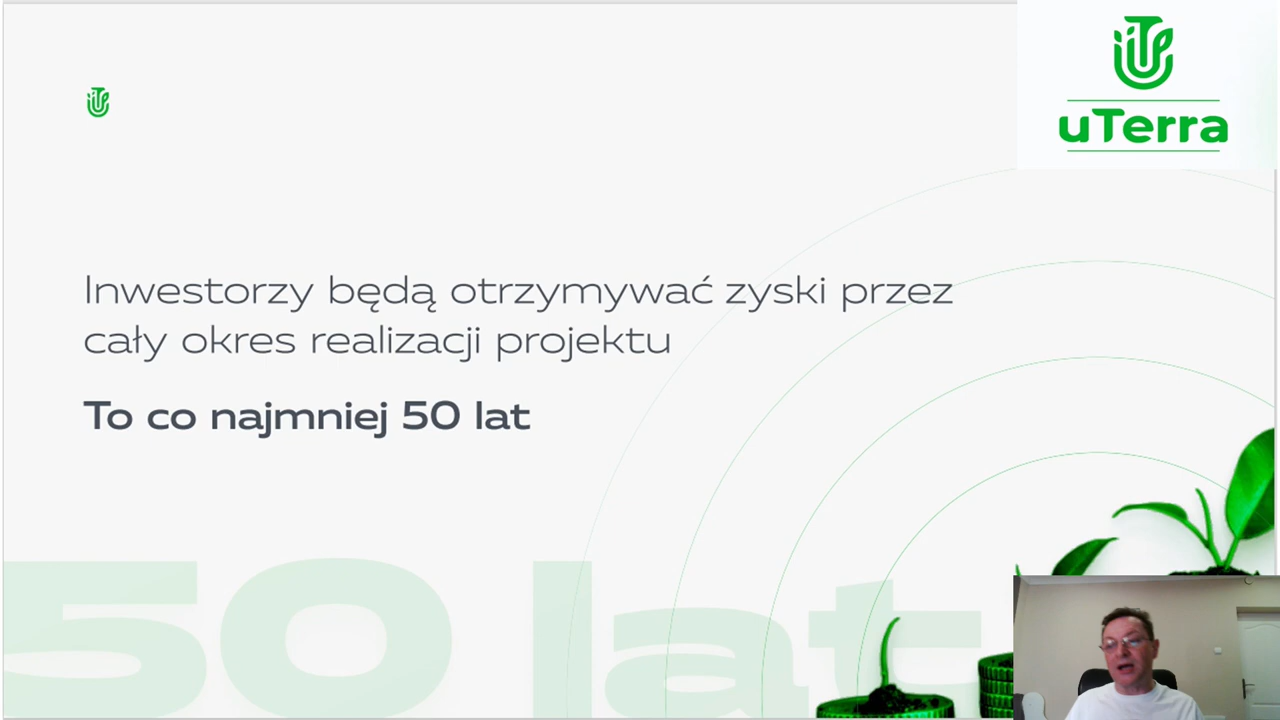 uTerra
Inwestorzy będą otrzymywać zyski przez
cały okres realizacji projektu
To co najmniej 50 lat
50 lat